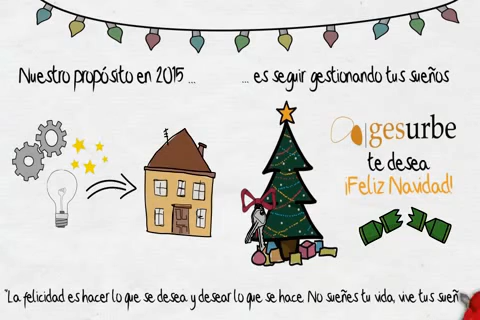 Nuestro propósito en 2015 ...
... es seguir gestionando tus sueños
gesurbe
te desea
¡Feliz Navidad!
"La felicidad es hacer lo que se desea y desear lo que se hace. No sueñes tu vida, vive tus